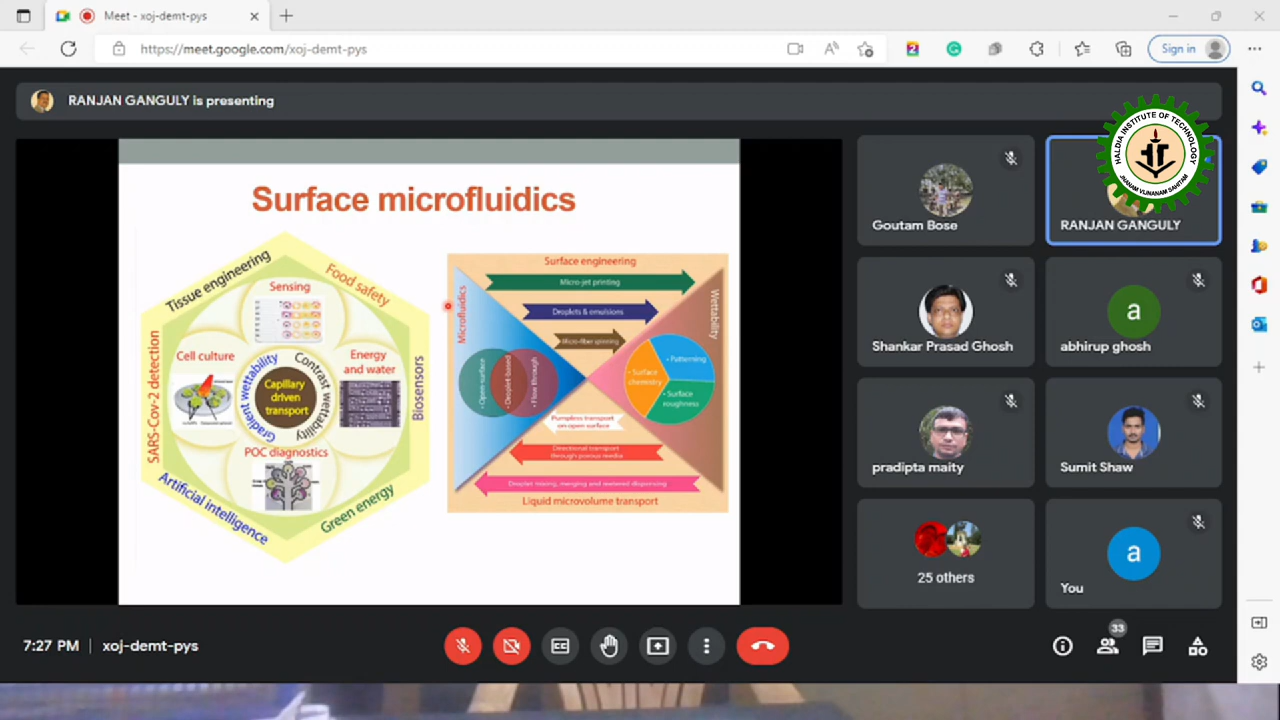 Meet - xoj-demt-pys
https://meet.google.com/xoj-demt-pys
Sign in
RANJAN GANGULY is presenting
Surface microfluidics
Tissue engineering
Food safety
Sensing
SARS-Cov-2 detection
Cell culture
Energy
and water
Biosensors
Gradient wettability
Contrast wettability
Capillary
driven
transport
POC diagnostics
Artificial intelligence
Green energy
Surface engineering
Micro-jet printing
Droplets & emulsions
Micro-fiber spinning
Microfluidics
Wettability
• Open-surface
• Droplet-based
• Flow through
• Patterning
• Surface
chemistry
• Surface
roughness
Pumpless transport
on open surface
Directional transport
through porous media
Droplet mixing, merging and metered dispensing
Liquid microvolume transport
Goutam Bose
HALDIA INSTITUTE OF TECHNOLOGY
RANJAN GANGULY
Shankar Prasad Ghosh
a
abhirup ghosh
pradipta maity
Sumit Shaw
25 others
a
You
7:27 PM | xoj-demt-pys
33